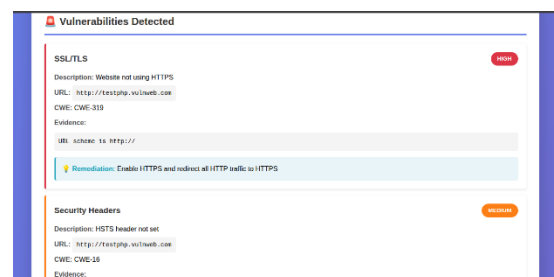 🚨 Vulnerabilities Detected
SSL/TLS
HIGH
Description: Website not using HTTPS
URL: http://testphp.vulnweb.com
CWE: CWE-319
Evidence:
URL scheme is http://
💡 Remediation: Enable HTTPS and redirect all HTTP traffic to HTTPS
Security Headers
MEDIUM
Description: HSTS header not set
URL: http://testphp.vulnweb.com
CWE: CWE-16
Evidence: